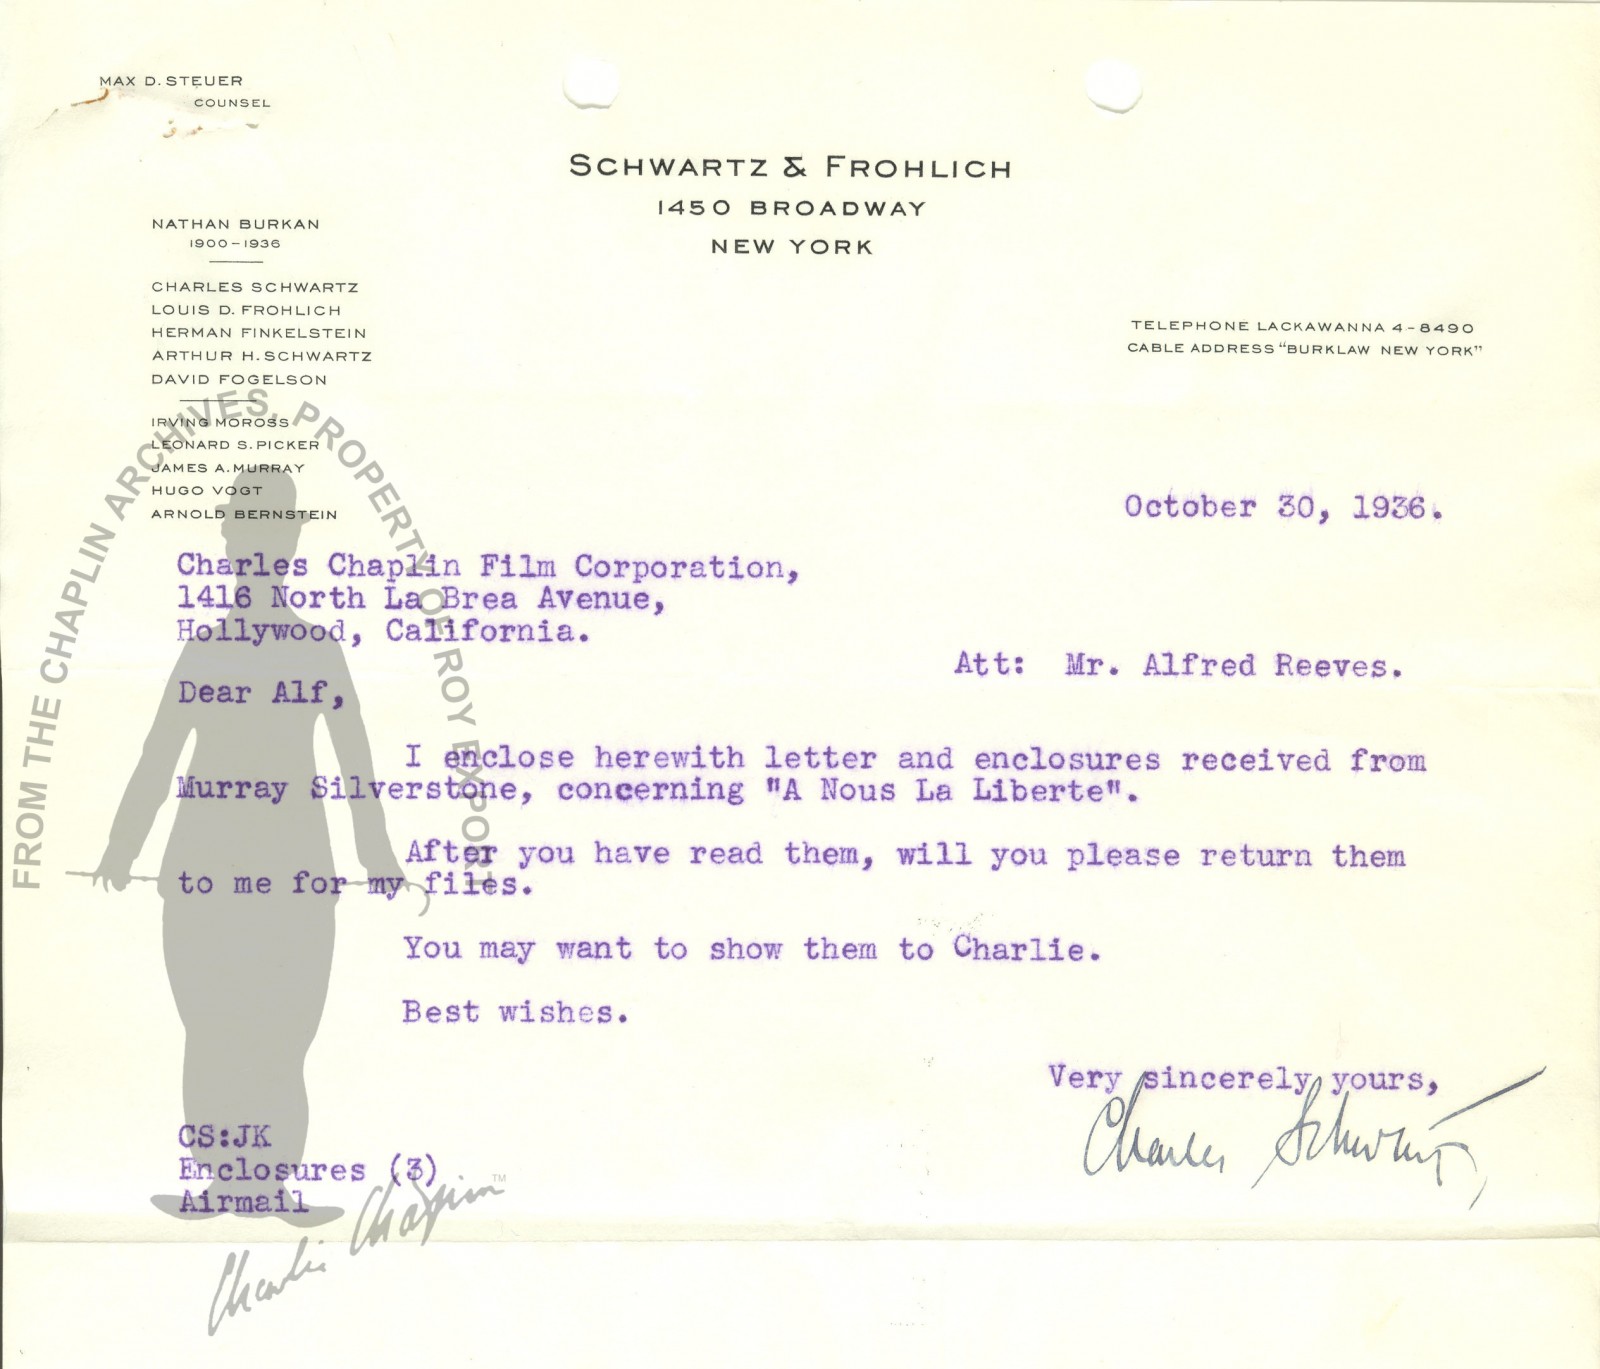 MAX D. STEUER
COUNSEL
SCHWARTZ & FROHLICH
1450 BROADWAY
NEW YORK
NATHAN BURKAN
1900-1936
CHARLES SCHWARTZ
LOUIS D. FROHLICH
HERMAN FINKELSTEIN
ARTHUR H. SCHWARTZ
DAVID FOGELSON
IRVING MOROSS
LEONARD S. PICKER
JAMES A. MURRAY
HUGO VOGT
ARNOLD BERNSTEIN
TELEPHONE LACKAWANNA 4-8490
CABLE ADDRESS "BURKLAW NEW YORK"
October 30, 1936.
Charles Chaplin Film Corporation,
1416 North La Brea Avenue,
Hollywood, California.
Att: Mr. Alfred Reeves.
Dear Alf,
I enclose herewith letter and enclosures received from
Murray Silverstone, concerning "A Nous La Liberte".
After you have read them, will you please return them
to me for my files.
You may want to show them to Charlie.
Best wishes.
Very sincerely yours,
Charles Schwartz
CS:JK
Enclosures (3)
Airmail
FROM THE CHAPLIN ARCHIVES, PROPERTY OF ROY EXPORT
Charlie Chaplin™